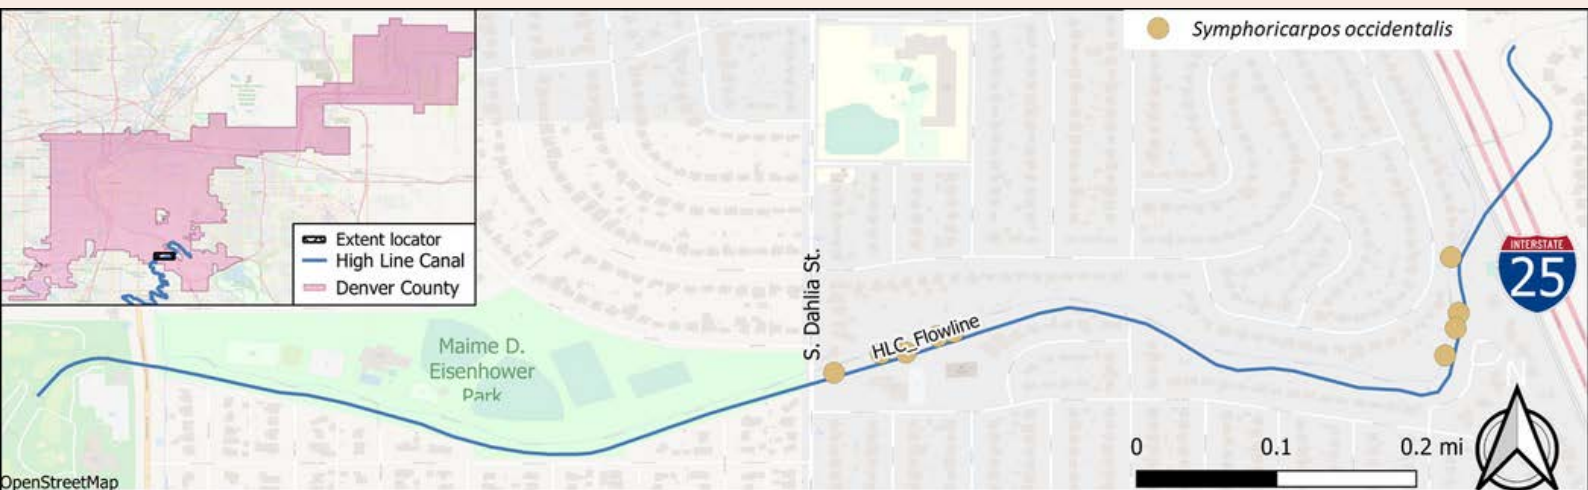 Symphoricarpos occidentalis
Extent locator
High Line Canal
Denver County
S. Dahlia St.
INTERSTATE
25
HLC_Flowline
Maime D.
Eisenhower
Park
N
0 0.1 0.2 mi
OpenStreetMap